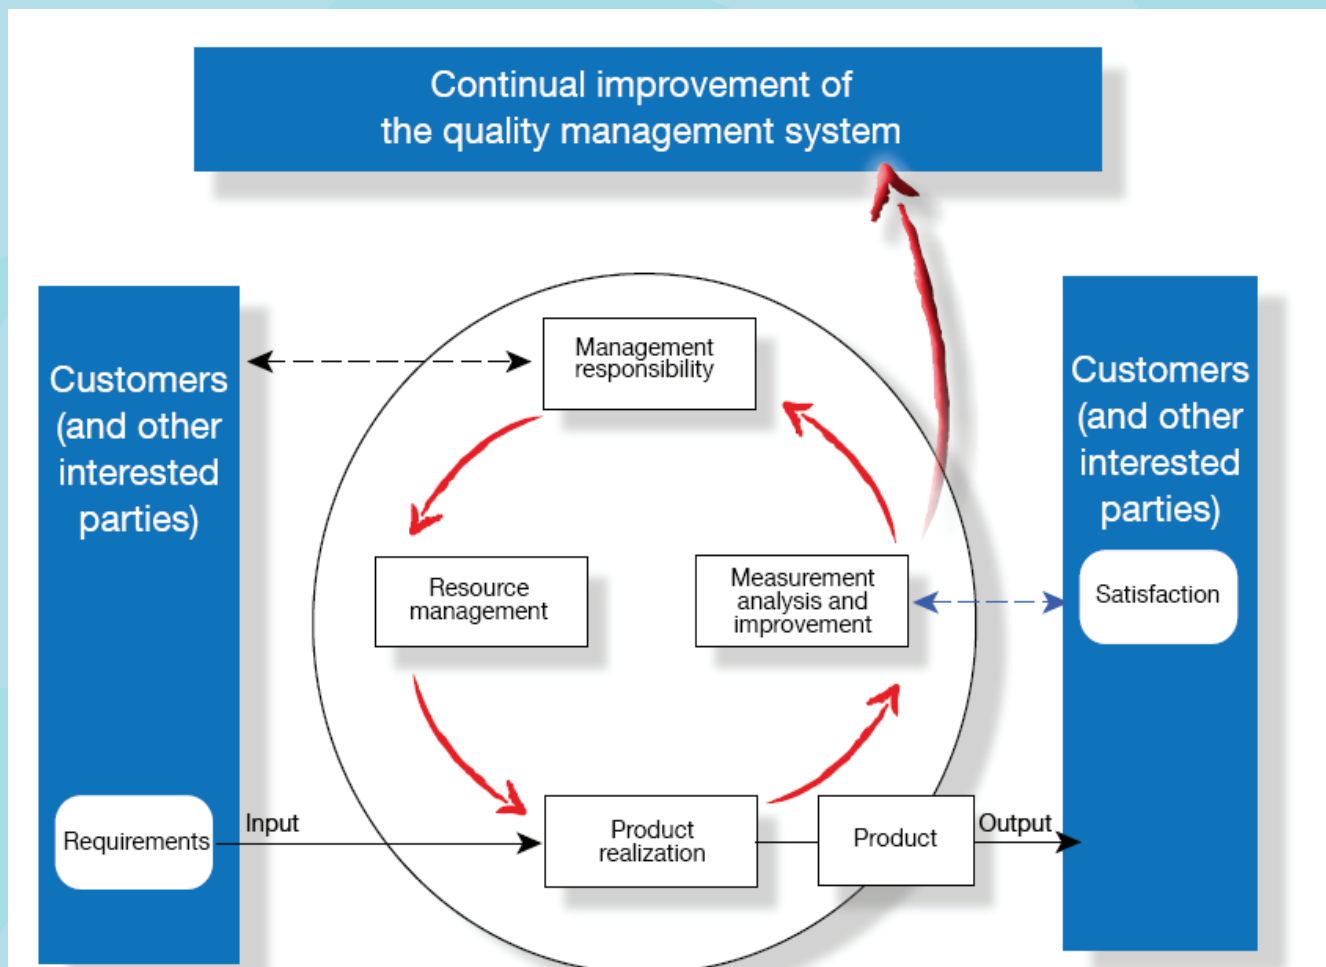 Continual improvement of
the quality management system
Customers
(and other
interested
parties)
Management
responsibility
Customers
(and other
interested
parties)
Resource
management
Measurement
analysis and
improvement
Satisfaction
Requirements
Input
Product
realization
Product
Output